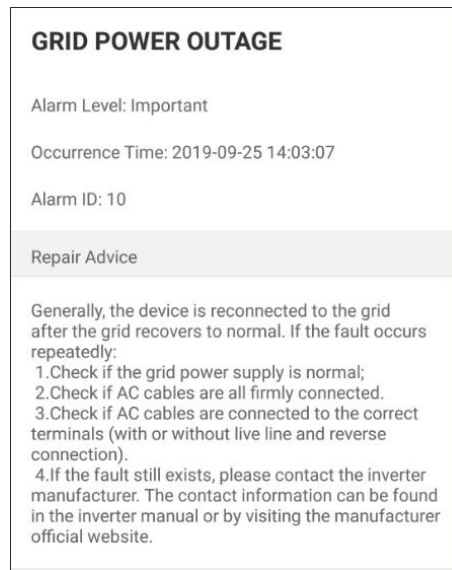 GRID POWER OUTAGE
Alarm Level: Important
Occurrence Time: 2019-09-25 14:03:07
Alarm ID: 10
Repair Advice
Generally, the device is reconnected to the grid
after the grid recovers to normal. If the fault occurs
repeatedly:
1.Check if the grid power supply is normal;
2.Check if AC cables are all firmly connected.
3.Check if AC cables are connected to the correct
terminals (with or without live line and reverse
connection).
4.If the fault still exists, please contact the inverter
manufacturer. The contact information can be found
in the inverter manual or by visiting the manufacturer
official website.